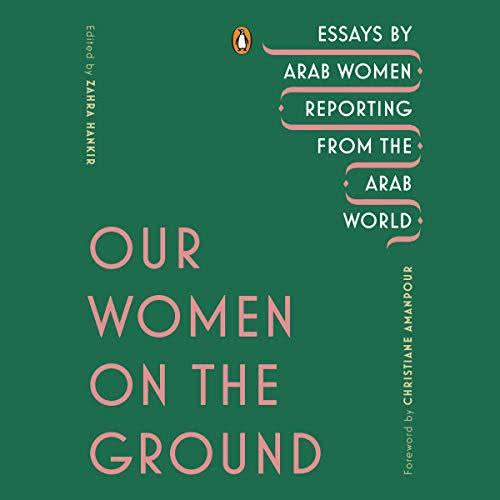 ESSAYS BY
ARAB WOMEN
REPORTING
FROM THE
ARAB
WORLD
Edited by ZAHRA HANKIR
OUR
WOMEN
ON THE
GROUND
Foreword by CHRISTIANE AMANPOUR